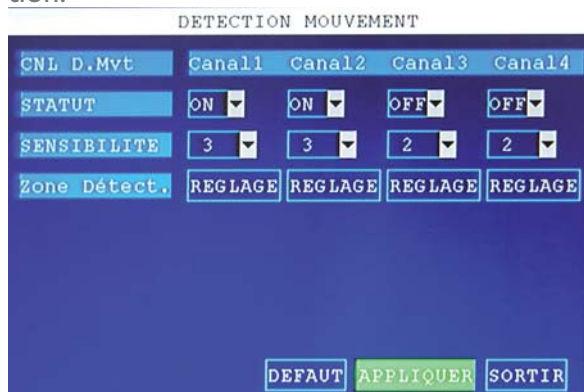 tion.
DETECTION MOUVEMENT
CNL D.Mvt Canal1 Canal2 Canal3 Canal4
STATUT ON ON OFF OFF
SENSIBILITE 3 3 2 2
Zone Détect. REGLAGE REGLAGE REGLAGE REGLAGE
DEFAUT APPLIQUER SORTIR